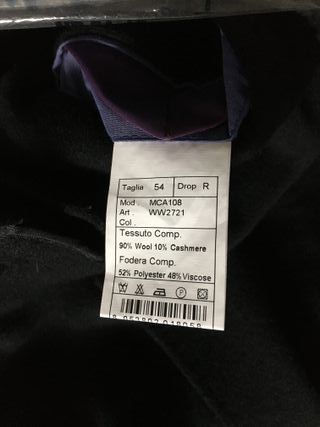 Taglia 54 Drop R
Mod . MCA108
Art . WW2721
Col .
Tessuto Comp.
90% Wool 10% Cashmere
Fodera Comp.
52% Polyester 48% Viscose
P